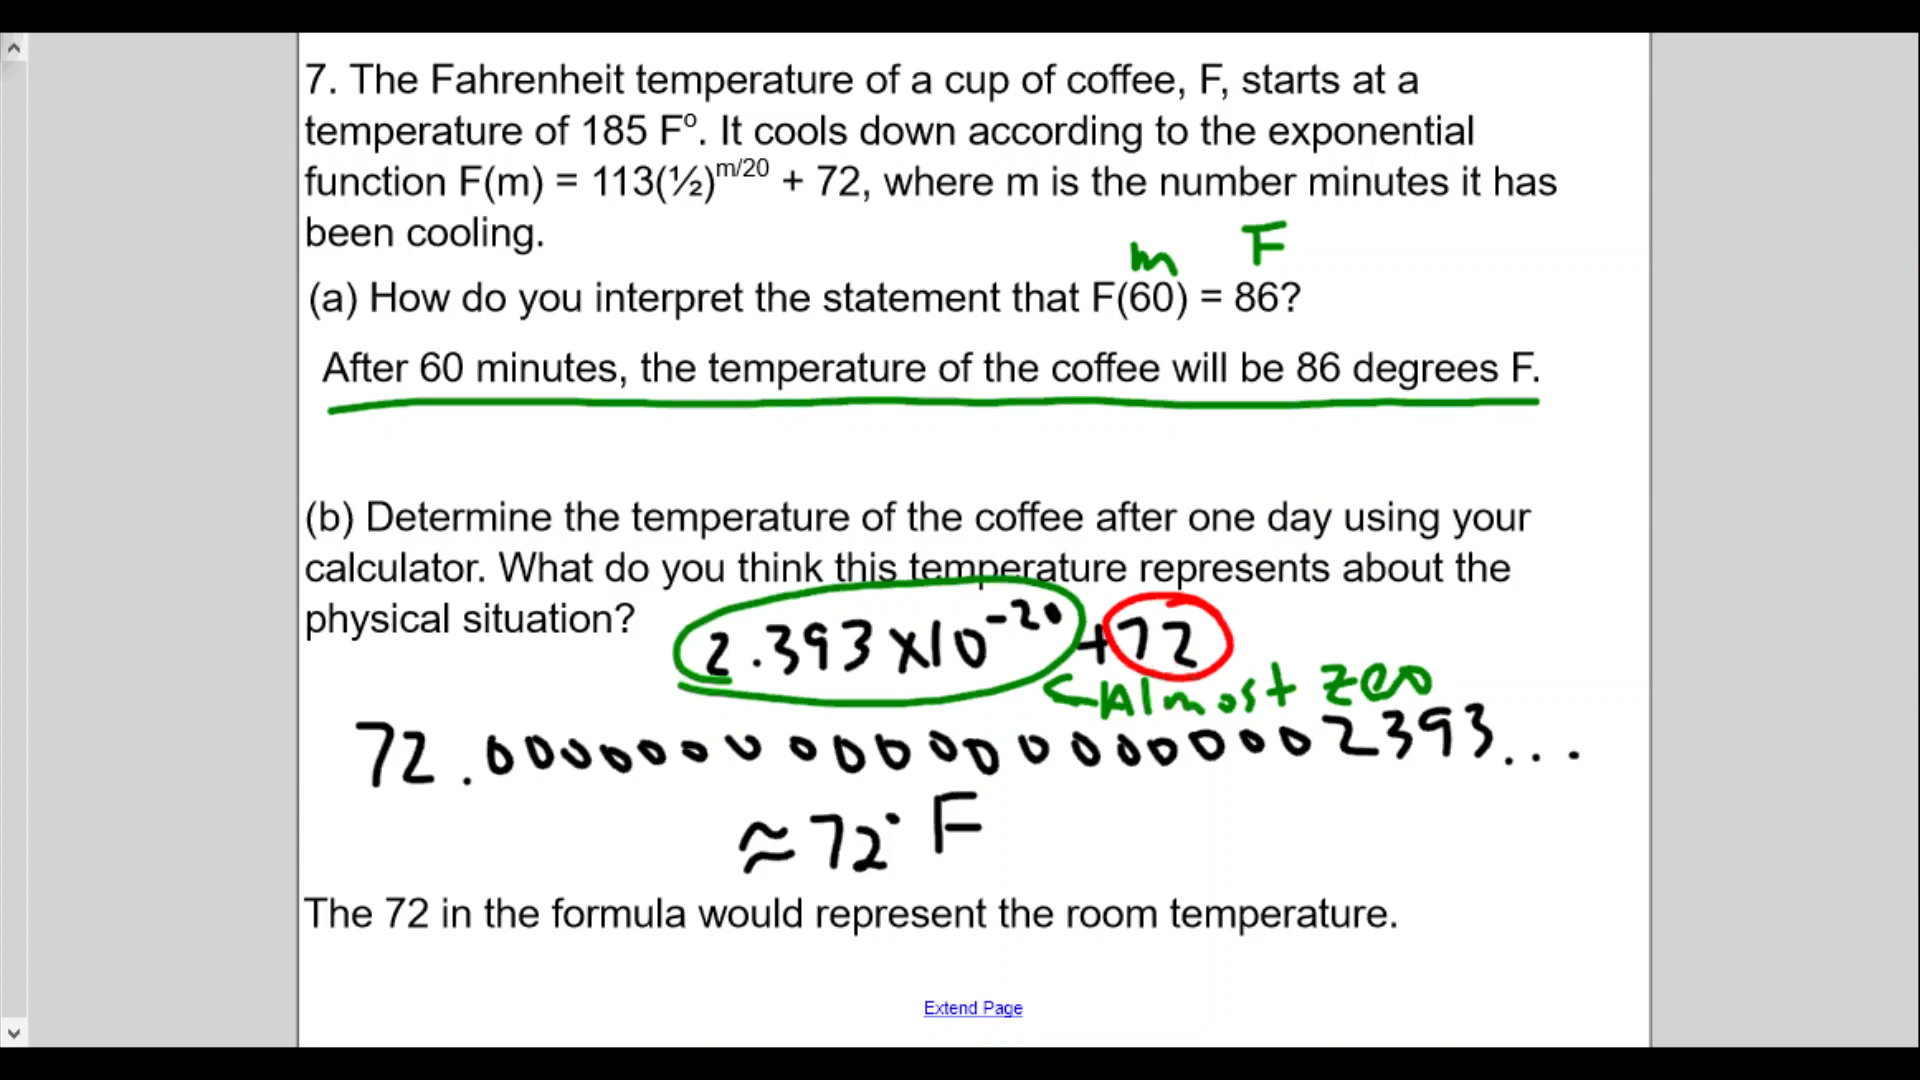 7. The Fahrenheit temperature of a cup of coffee, F, starts at a
temperature of 185 Fº. It cools down according to the exponential
function F(m) = 113(½)^m/20 + 72, where m is the number minutes it has
been cooling.
m F
(a) How do you interpret the statement that F(60) = 86?
After 60 minutes, the temperature of the coffee will be 86 degrees F.
(b) Determine the temperature of the coffee after one day using your
calculator. What do you think this temperature represents about the
physical situation?
2.393 x10^-20 + 72
<-Almost zero
72.00000000000000000002393...
≈72° F
The 72 in the formula would represent the room temperature.
Extend Page